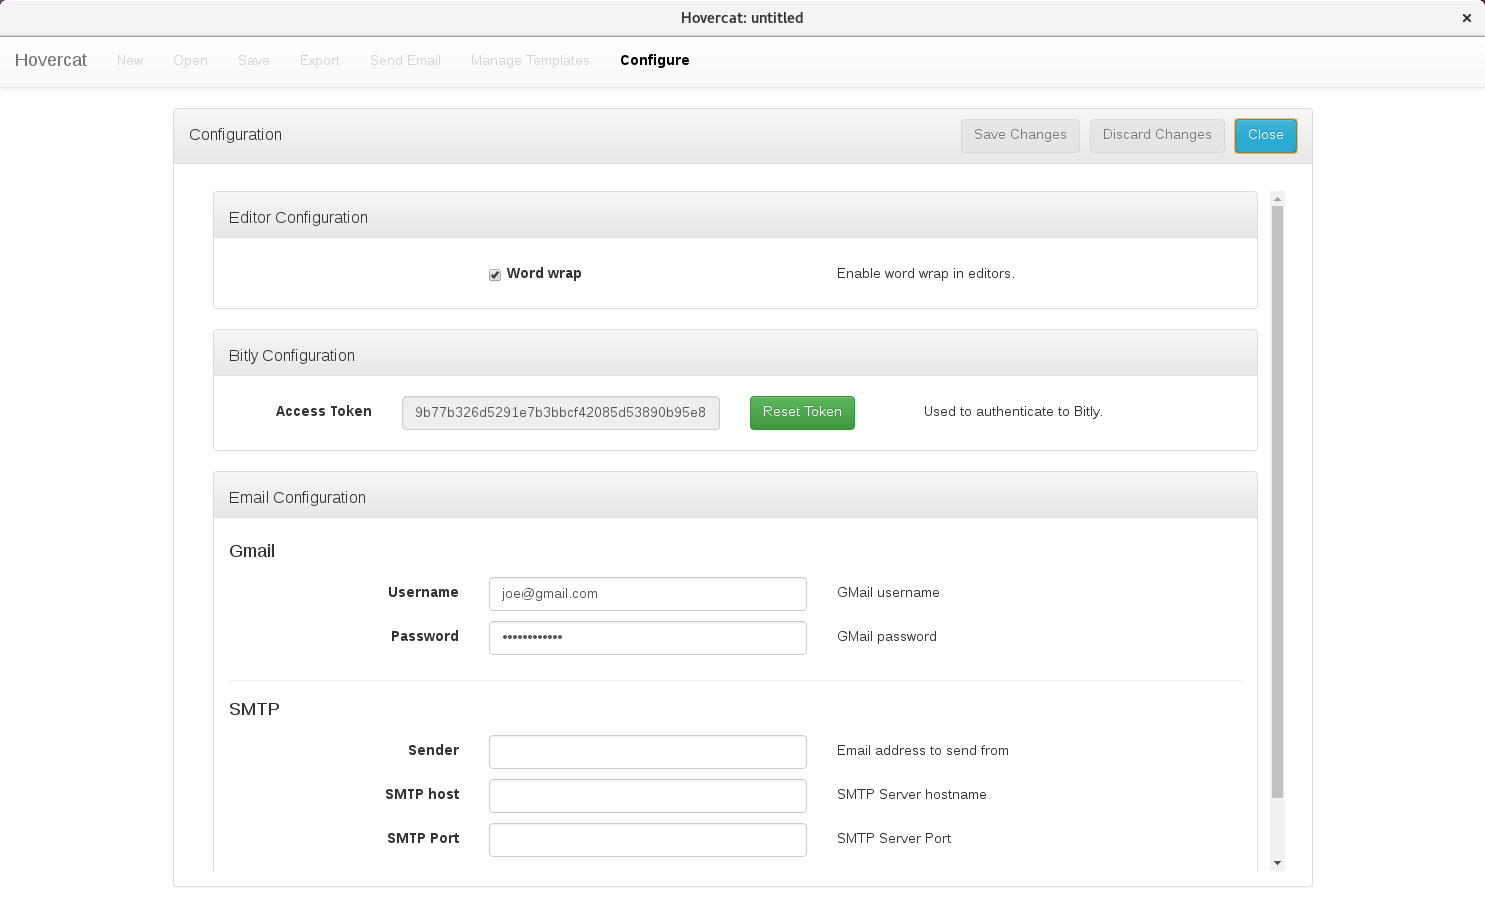 Hovercat: untitled
Hovercat New Open Save Export Send Email Manage Templates Configure
Configuration Save Changes Discard Changes Close
Editor Configuration
Word wrap Enable word wrap in editors.
Bitly Configuration
Access Token 9b77b326d5291e7b3bbcf42085d53890b95e8 Reset Token Used to authenticate to Bitly.
Email Configuration
Gmail
Username joe@gmail.com GMail username
Password •••••••••••• GMail password
SMTP
Sender Email address to send from
SMTP host SMTP Server hostname
SMTP Port SMTP Server Port